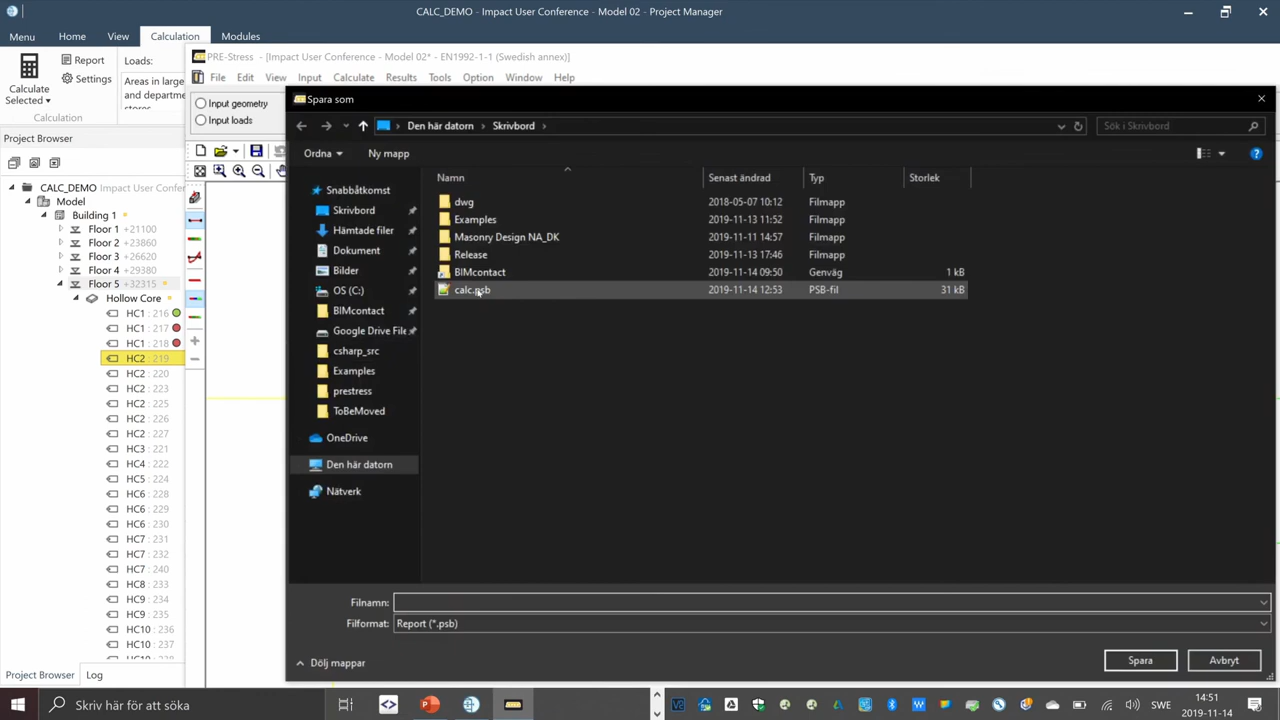 CALC_DEMO - Impact User Conference - Model 02 - Project Manager
Menu Home View Calculation Modules
Calculate
Selected
Report
Settings
Calculation
Loads:
Areas in large
and departme
stores
PRE-Stress - [Impact User Conference - Model 02* - EN1992-1-1 (Swedish annex)]
File Edit View Input Calculate Results Tools Option Window Help
Input geometry
Input loads
Project Browser
CALC_DEMO Impact User Confer
Model
Building 1
Floor 1 +21100
Floor 2 +23860
Floor 3 +26620
Floor 4 +29380
Floor 5 +32315
Hollow Core
HC1 : 216
HC1 : 217
HC1 : 218
HC2 : 219
HC2 : 220
HC2 : 223
HC2 : 225
HC2 : 226
HC2 : 227
HC3 : 221
HC4 : 222
HC5 : 224
HC6 : 228
HC6 : 229
HC6 : 230
HC7 : 231
HC7 : 232
HC7 : 240
HC8 : 233
HC9 : 234
HC9 : 235
HC10 : 236
HC10 : 237
Project Browser Log
Spara som
Den här datorn Skrivbord
Sök i Skrivbord
Ordna Ny mapp
Snabbåtkomst
Skrivbord
Hämtade filer
Dokument
Bilder
OS (C:)
BIMcontact
Google Drive File
csharp_src
Examples
prestress
ToBeMoved
OneDrive
Den här datorn
Nätverk
Namn Senast ändrad Typ Storlek
dwg 2018-05-07 10:12 Filmapp
Examples 2019-11-13 11:52 Filmapp
Masonry Design NA_DK 2019-11-11 14:57 Filmapp
Release 2019-11-13 17:46 Filmapp
BIMcontact 2019-11-14 09:50 Genväg 1 kB
calc.psb 2019-11-14 12:53 PSB-fil 31 kB
Filnamn:
Filformat: Report (*.psb)
Dölj mappar
Spara Avbryt
Skriv här för att söka
SWE
14:51
2019-11-14